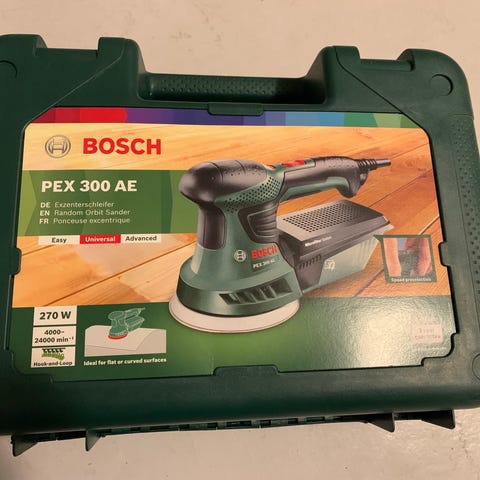 BOSCH
PEX 300 AE
DE Exzenterschleifer
EN Random Orbit Sander
FR Ponceuse excentrique
Easy Universal Advanced
BOSCH
PEX 300 AE
Speed preselection
270 W
4000–
24000 min⁻¹
Hook-and-Loop
Ideal for flat or curved surfaces